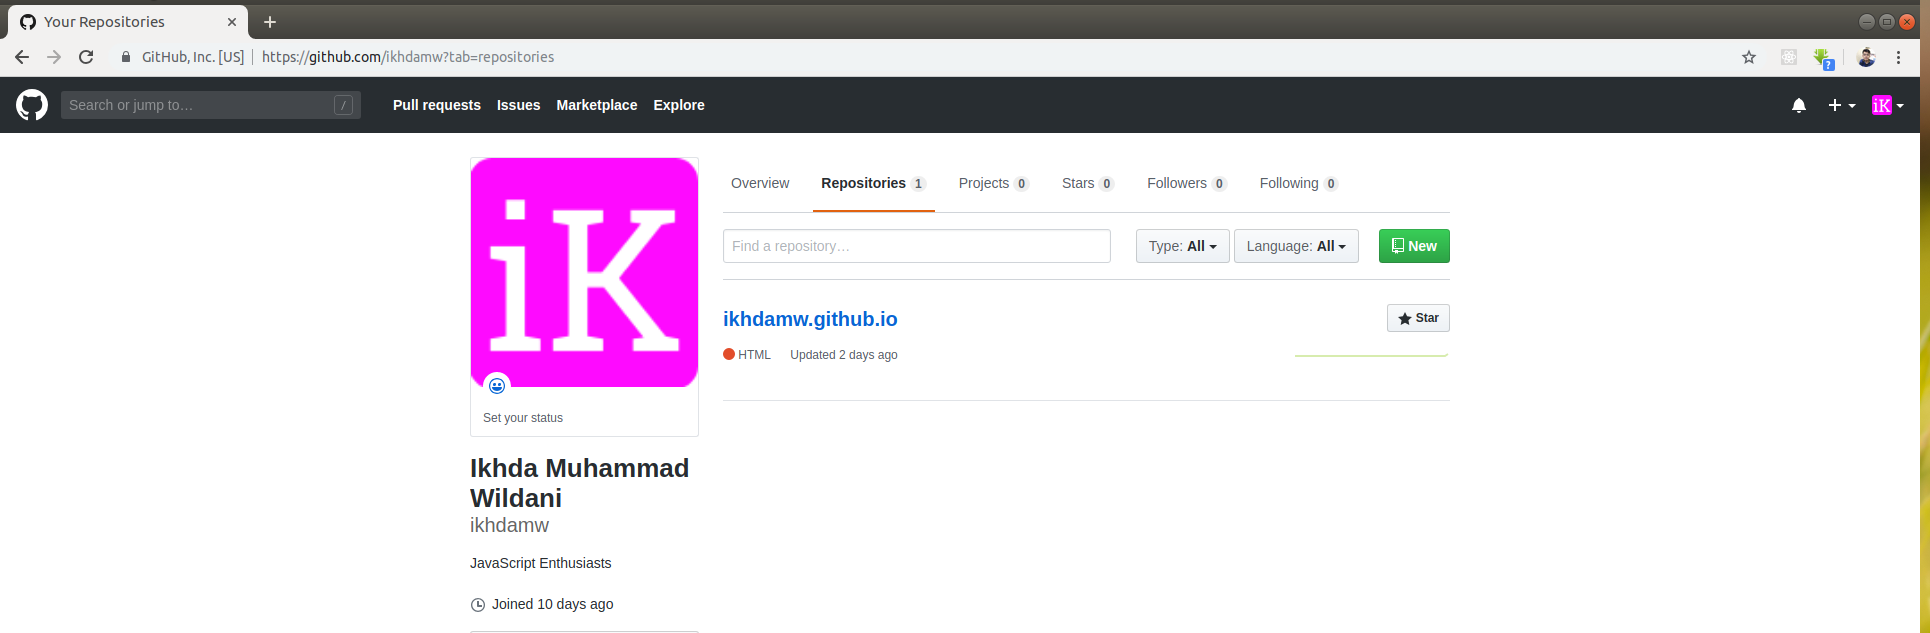 Your Repositories
GitHub, Inc. [US] https://github.com/ikhdamw?tab=repositories
?
Search or jump to… /
Pull requests Issues Marketplace Explore
iK
iK
Overview Repositories 1 Projects 0 Stars 0 Followers 0 Following 0
Find a repository…
Type: All Language: All New
ikhdamw.github.io
Star
HTML Updated 2 days ago
Set your status
Ikhda Muhammad
Wildani
ikhdamw
JavaScript Enthusiasts
Joined 10 days ago